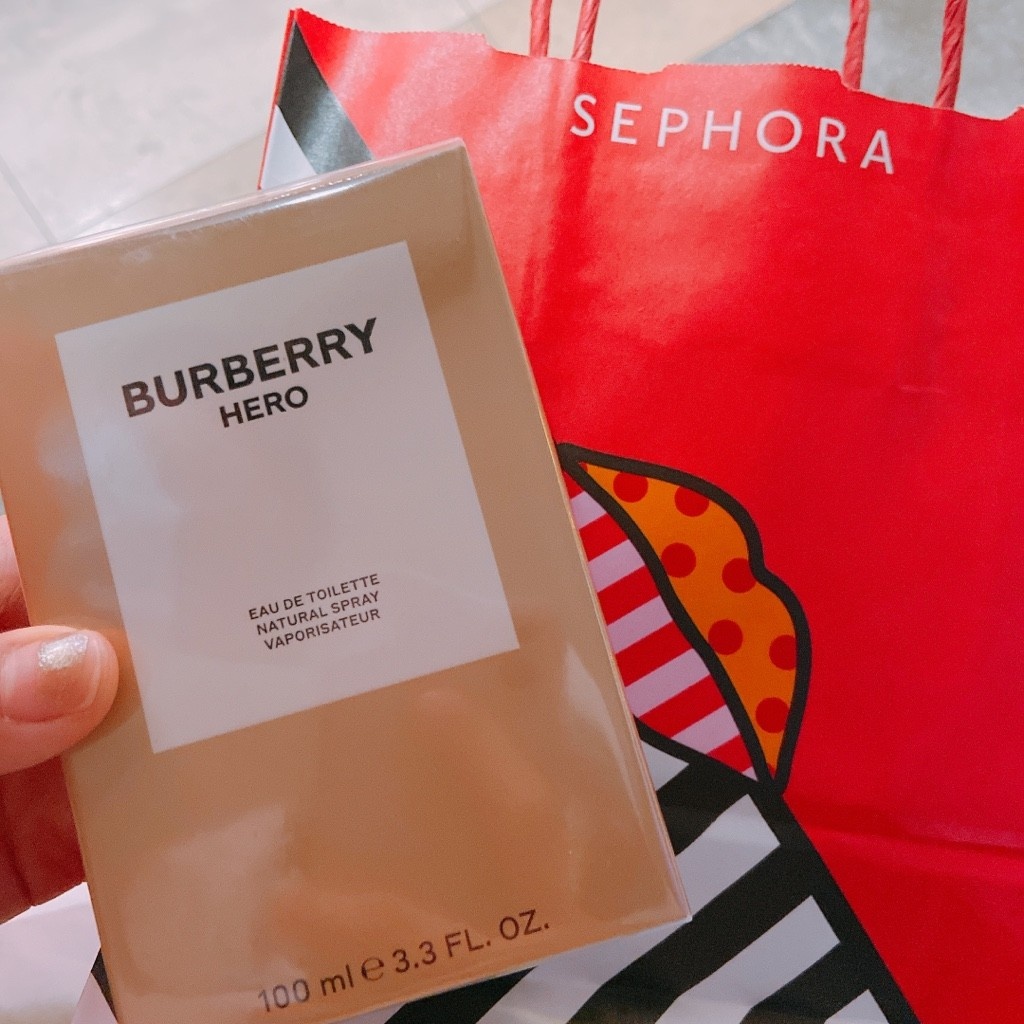 SEPHORA
BURBERRY
HERO
EAU DE TOILETTE
NATURAL SPRAY
VAPORISATEUR
100 ml ℮ 3.3 FL. OZ.